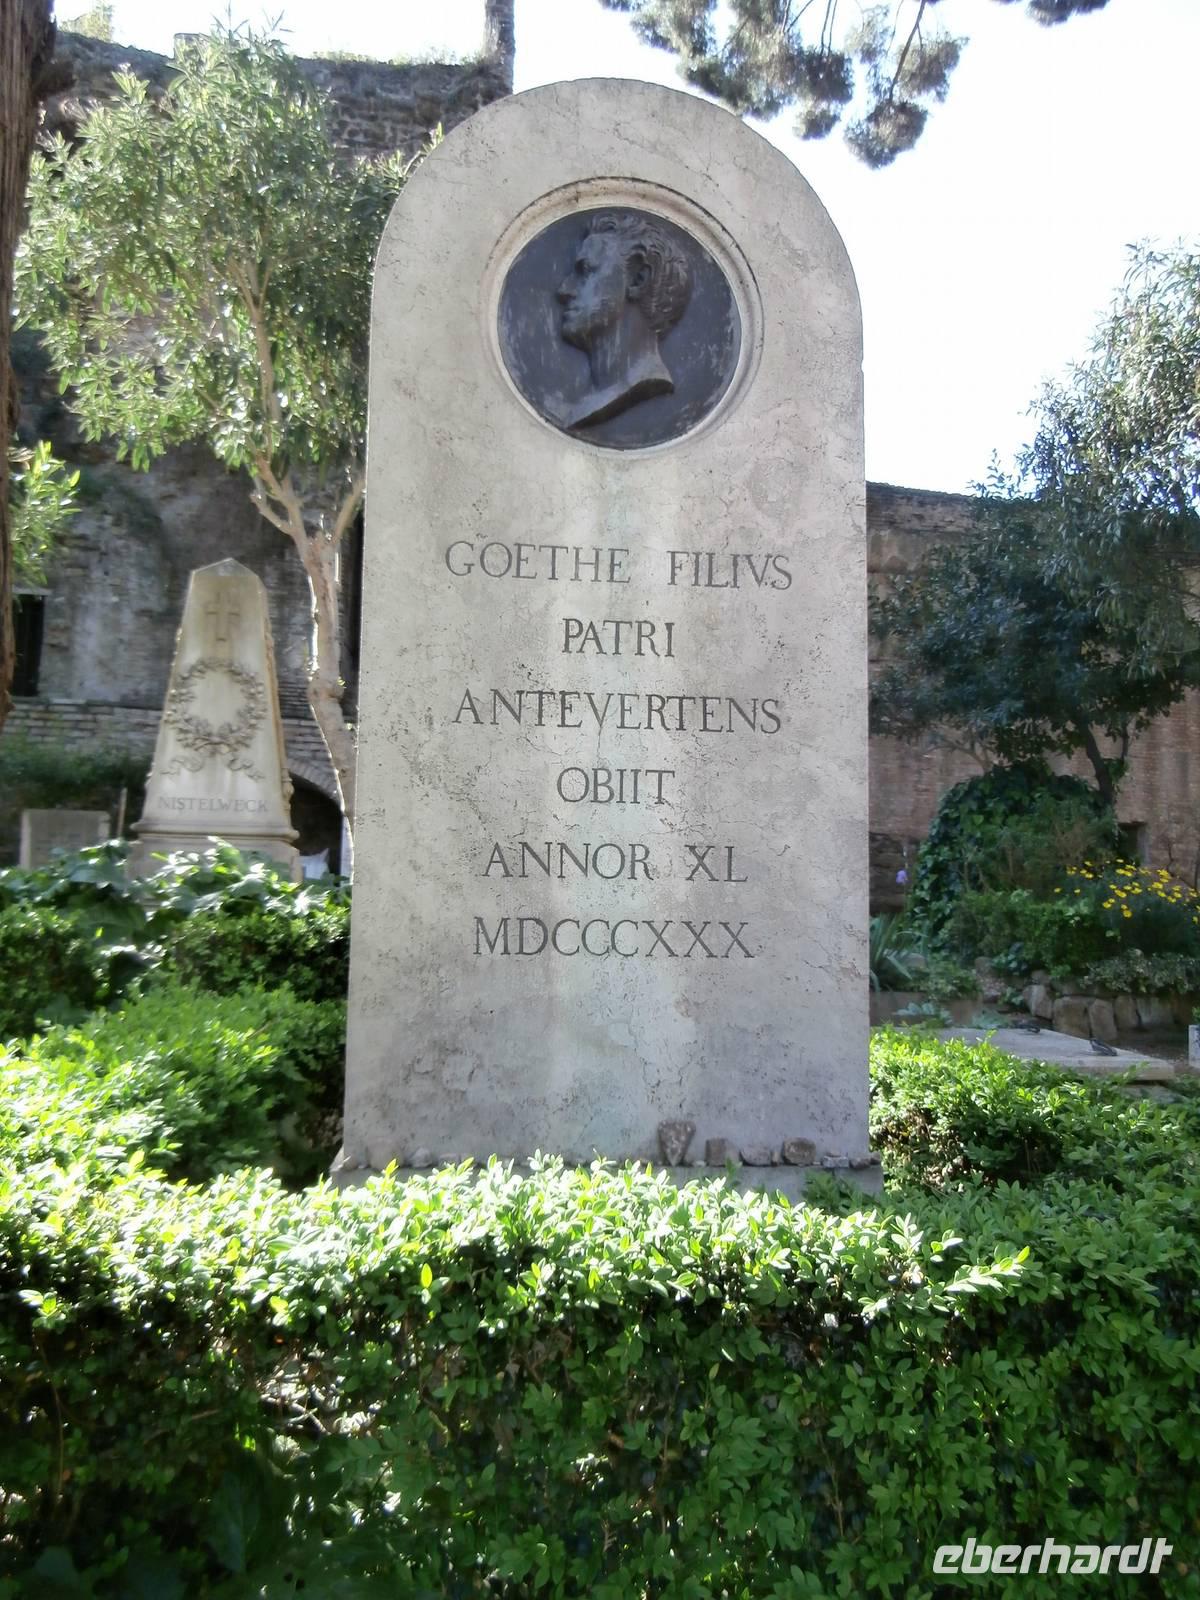 GOETHE FILIVS
PATRI
ANTEVERTENS
OBIIT
ANNOR XL
MDCCCXXX
NISTELWECK
eberhardt